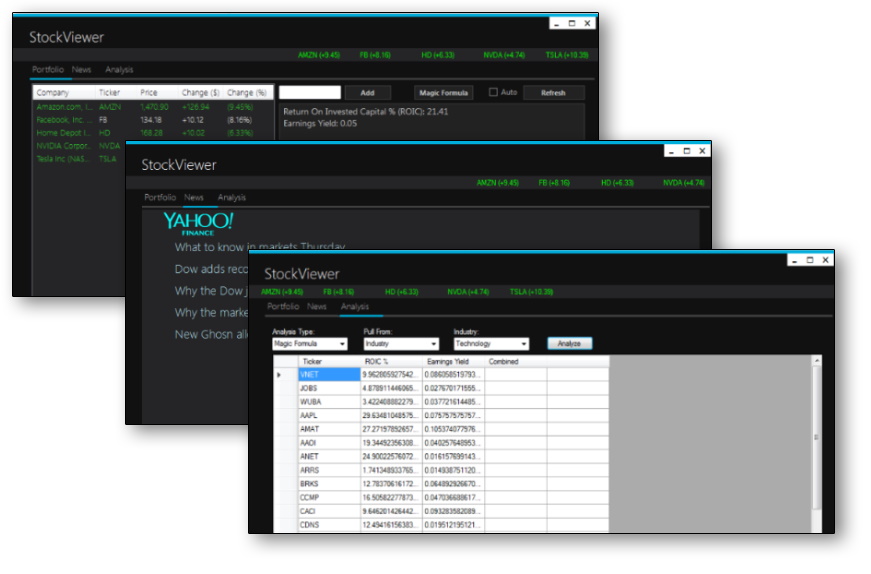 StockViewer
AMZN (+9.45) FB (+8.16) HD (+6.33) NVDA (+4.74) TSLA (+10.39)
Portfolio News Analysis
Company Ticker Price Change ($) Change (%)
Add Magic Formula Auto Refresh
Amazon.com, I... AMZN 1,470.90 +126.94 (9.45%)
Facebook, Inc. ... FB 134.18 +10.12 (8.16%)
Home Depot I... HD 168.28 +10.02 (6.33%)
NVIDIA Corpor... NVDA
Tesla Inc (NAS... TSLA
Return On Invested Capital % (ROIC): 21.41
Earnings Yield: 0.05
StockViewer
AMZN (+9.45) FB (+8.16) HD (+6.33) NVDA (+4.74)
Portfolio News Analysis
YAHOO!
FINANCE
What to know in markets Thursday
Dow adds reco
Why the Dow j
Why the marke
New Ghosn all
StockViewer
AMZN (+9.45) FB (+8.16) HD (+6.33) NVDA (+4.74) TSLA (+10.39)
Portfolio News Analysis
Analysis Type: Pull From: Industry:
Magic Formula Industry Technology Analyze
Ticker ROIC % Earnings Yield Combined
VNET 9.962805927542... 0.086358519793...
JOBS 4.878911446065... 0.027670171555...
WUBA 3.422408882279... 0.037721614485...
AAPL 29.63481048575... 0.075757575757...
AMAT 27.27197892657... 0.105374077976...
AAOI 19.34492356308... 0.040257648953...
ANET 24.90022576072... 0.016157699143...
ARRS 1.741348933765... 0.014938751120...
BRKS 12.78370616172... 0.064892926670...
CCMP 16.50582277873... 0.047036688617...
CACI 9.646201426442... 0.093283582089...
CDNS 12.49416156383... 0.019512195121...